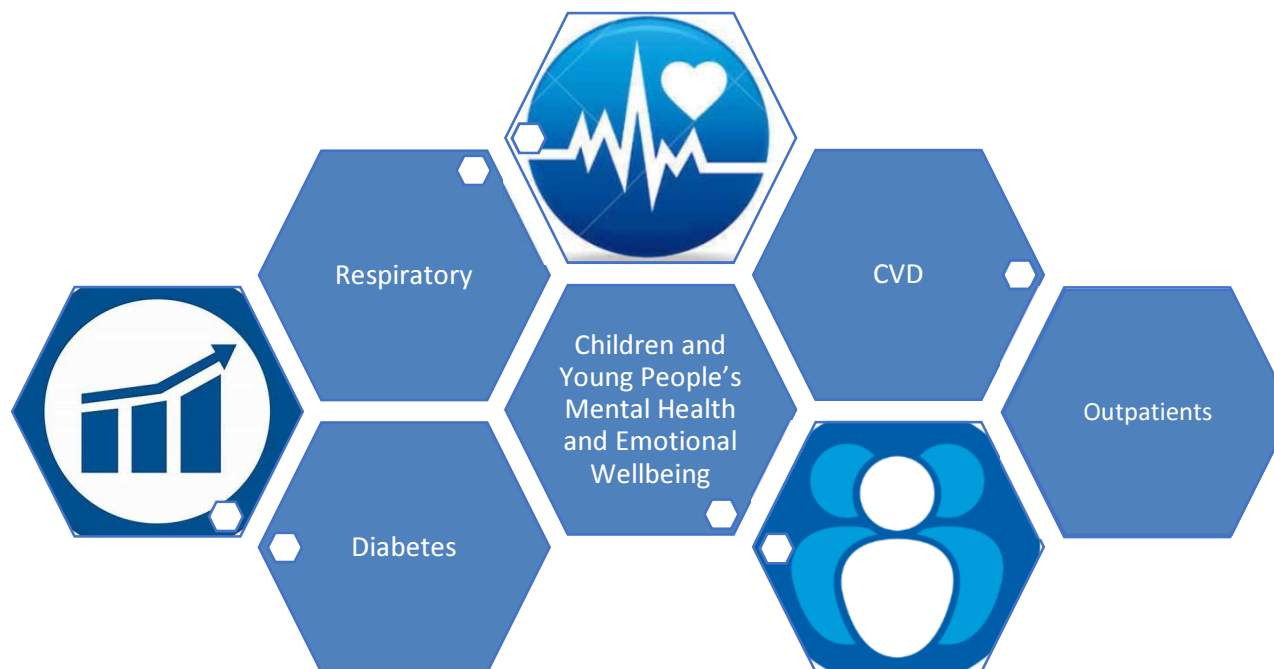 Respiratory
CVD
Children and
Young People’s
Mental Health
and Emotional
Wellbeing
Outpatients
Diabetes